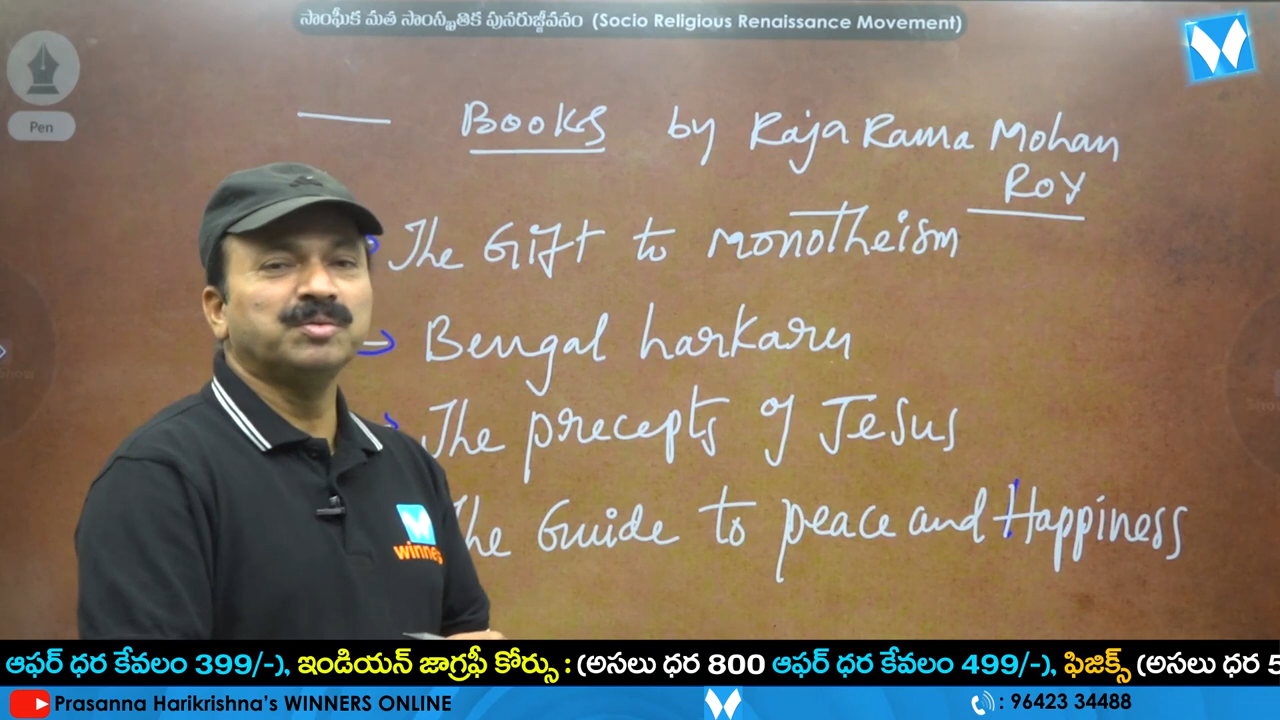 సాంఘీక మత సాంస్కృతిక పునరుజ్జీవనం (Socio Religious Renaissance Movement)
Pen
Books by Raja Rama Mohan
Roy
The Gift to monotheism
Bengal harkaru
The precepts of Jesus
The Guide to peace and Happiness
winne
ఆఫర్ ధర కేవలం 399/-), ఇండియన్ జాగ్రఫీ కోర్సు : (అసలు ధర 800 ఆఫర్ ధర కేవలం 499/-), ఫిజిక్స్ (అసలు ధర 5
Prasanna Harikrishna's WINNERS ONLINE : 96423 34488